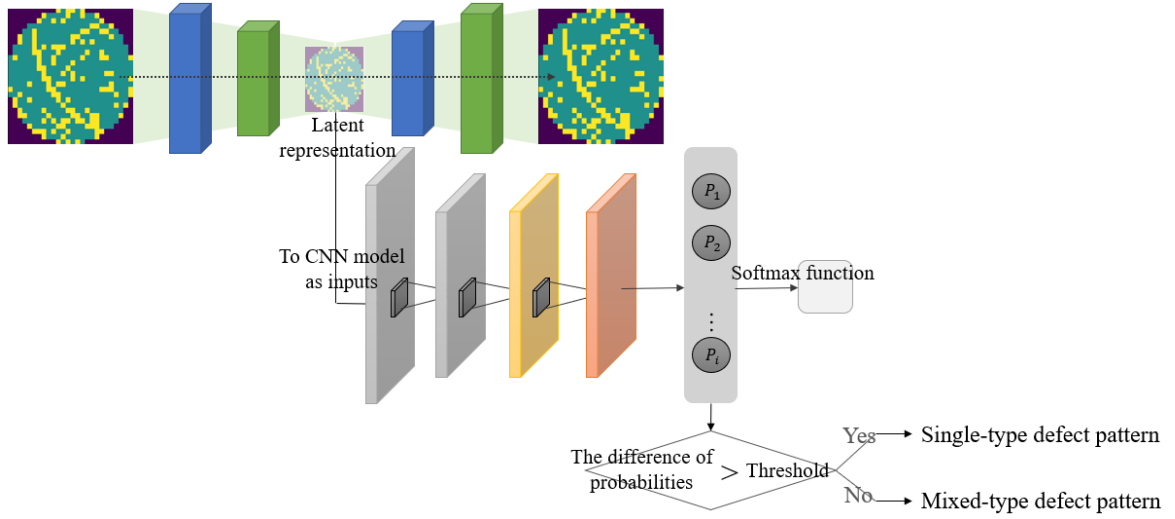 Latent
representation
To CNN model
as inputs
P₁
P₂
⋮
Pᵢ
Softmax function
The difference of
probabilities
> Threshold
Yes
Single-type defect pattern
No
Mixed-type defect pattern